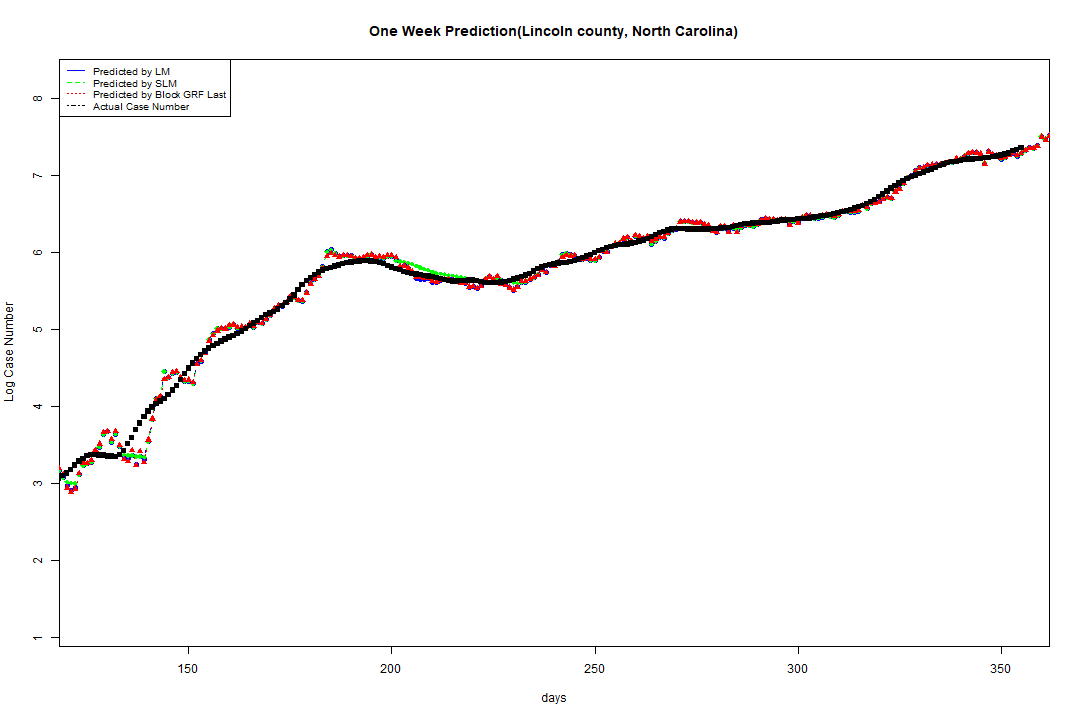 One Week Prediction(Lincoln county, North Carolina)
Predicted by LM
Predicted by SLM
Predicted by Block GRF Last
Actual Case Number
8
7
6
5
4
3
2
1
Log Case Number
150 200 250 300 350
days